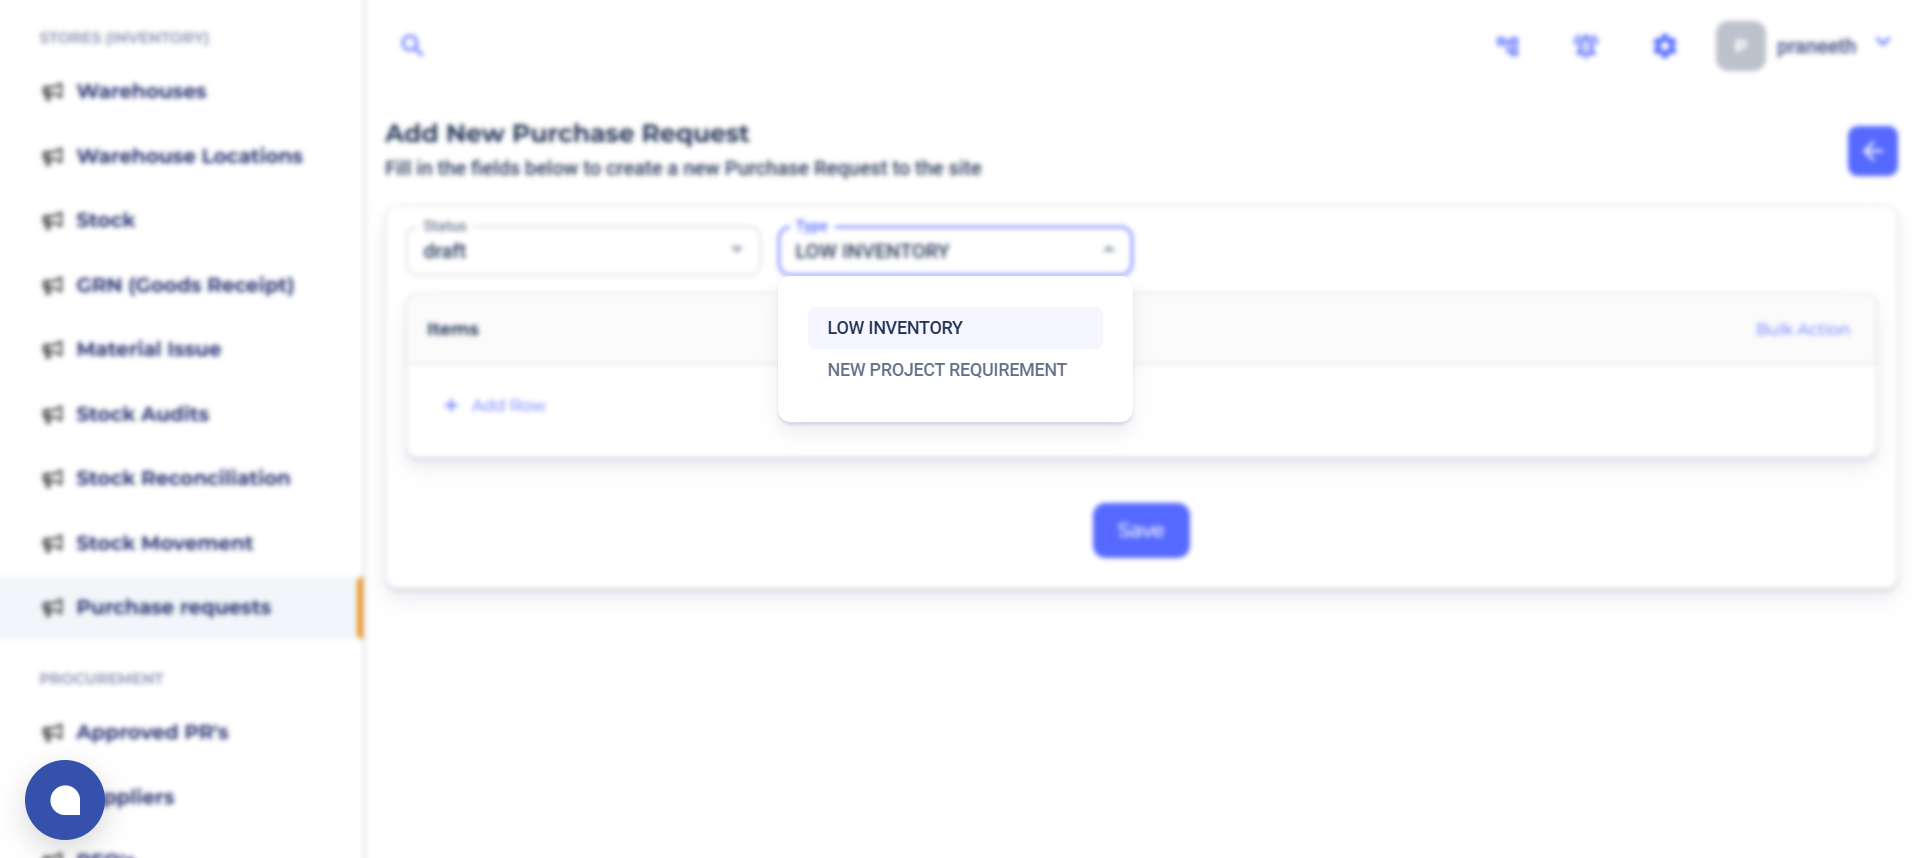 STORES (INVENTORY)
Warehouses
Warehouse Locations
Stock
GRN (Goods Receipt)
Material Issue
Stock Audits
Stock Reconciliation
Stock Movement
Purchase requests
PROCUREMENT
Approved PR's
ppliers
P
praneeth
Add New Purchase Request
Fill in the fields below to create a new Purchase Request to the site
Status
draft
Type
LOW INVENTORY
LOW INVENTORY
NEW PROJECT REQUIREMENT
Items
Bulk Action
+ Add Row
Save